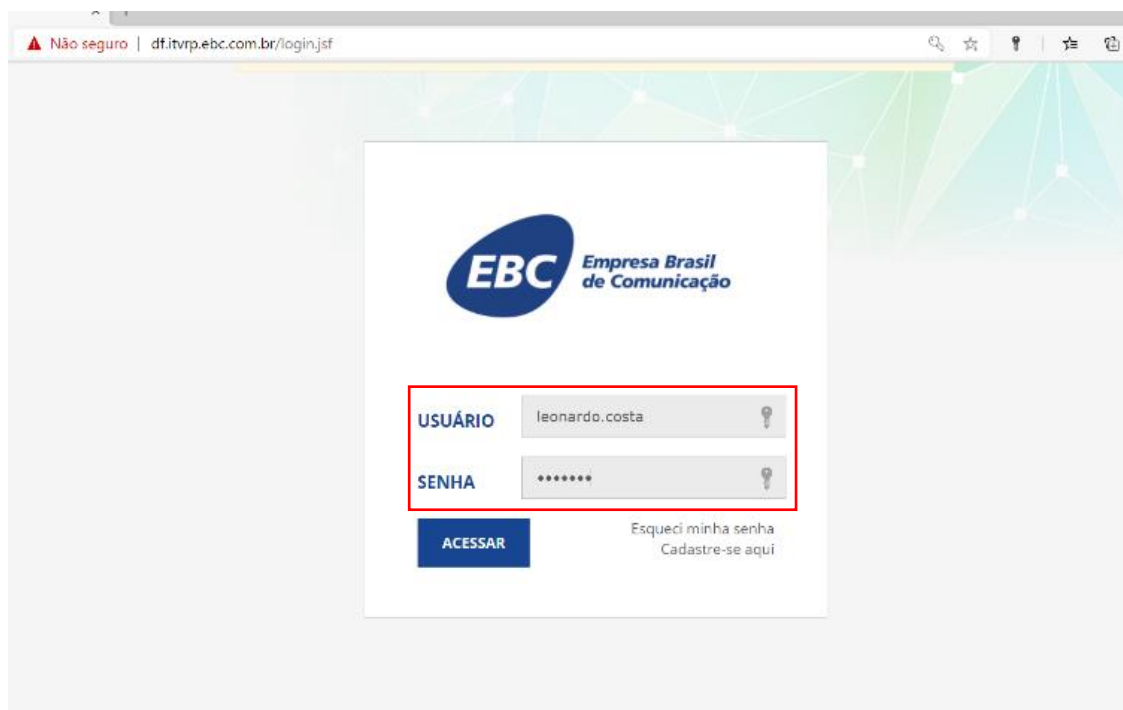 Não seguro | df.itvrp.ebc.com.br/login.jsf
EBC Empresa Brasil
de Comunicação
USUÁRIO leonardo.costa
SENHA •••••••
ACESSAR
Esqueci minha senha
Cadastre-se aqui